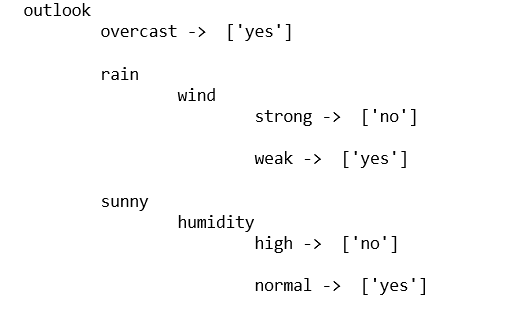 outlook
overcast -> ['yes']
rain
wind
strong -> ['no']
weak -> ['yes']
sunny
humidity
high -> ['no']
normal -> ['yes']